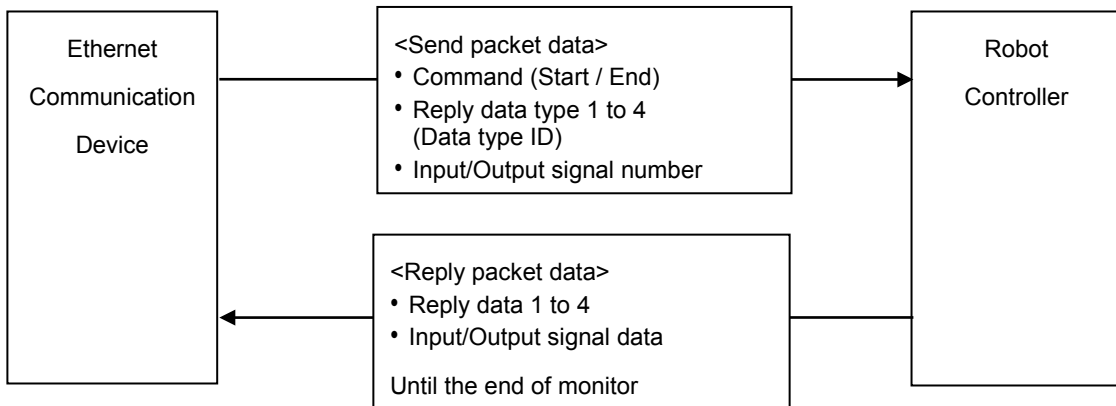 Ethernet
Communication
Device
<Send packet data>
• Command (Start / End)
• Reply data type 1 to 4
(Data type ID)
• Input/Output signal number
Robot
Controller
<Reply packet data>
• Reply data 1 to 4
• Input/Output signal data
Until the end of monitor